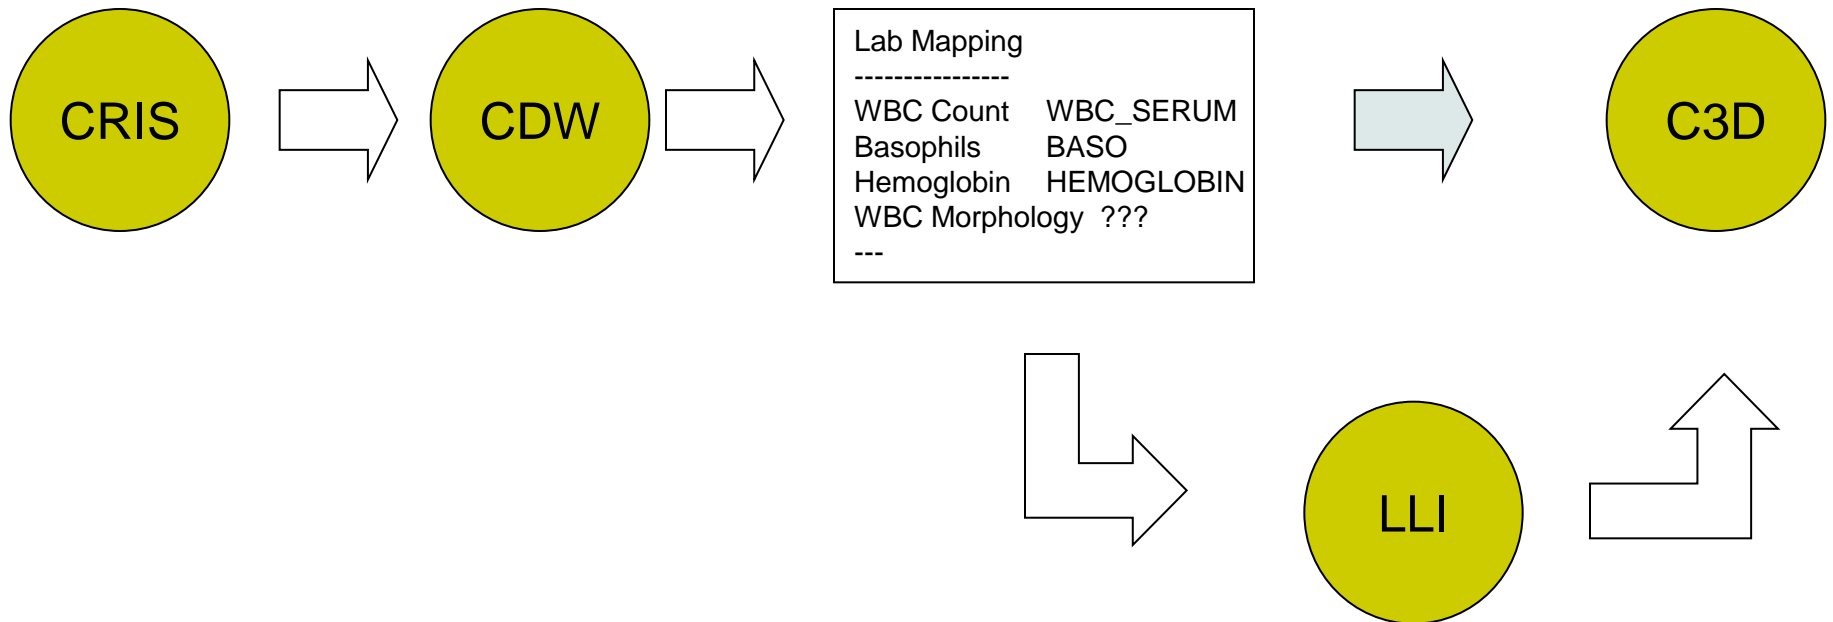 CRIS
CDW
Lab Mapping
----------------
WBC Count WBC_SERUM
Basophils BASO
Hemoglobin HEMOGLOBIN
WBC Morphology ???
---
C3D
LLI